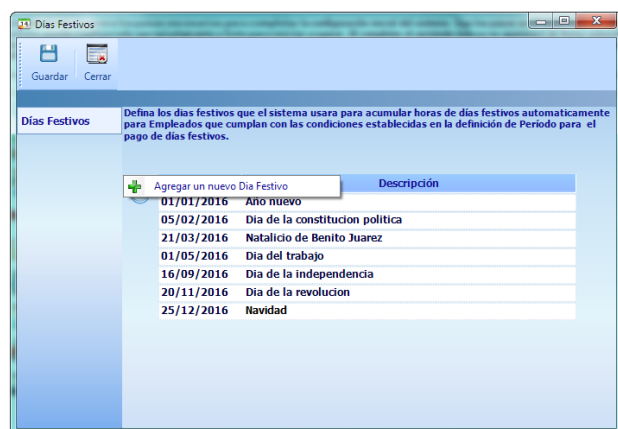 Días Festivos
Guardar Cerrar
Días Festivos
Defina los días festivos que el sistema usara para acumular horas de días festivos automaticamente
para Empleados que cumplan con las condiciones establecidas en la definición de Período para el
pago de días festivos.
Agregar un nuevo Dia Festivo
Descripción
01/01/2016 Año nuevo
05/02/2016 Dia de la constitucion politica
21/03/2016 Natalicio de Benito Juarez
01/05/2016 Dia del trabajo
16/09/2016 Dia de la independencia
20/11/2016 Dia de la revolucion
25/12/2016 Navidad